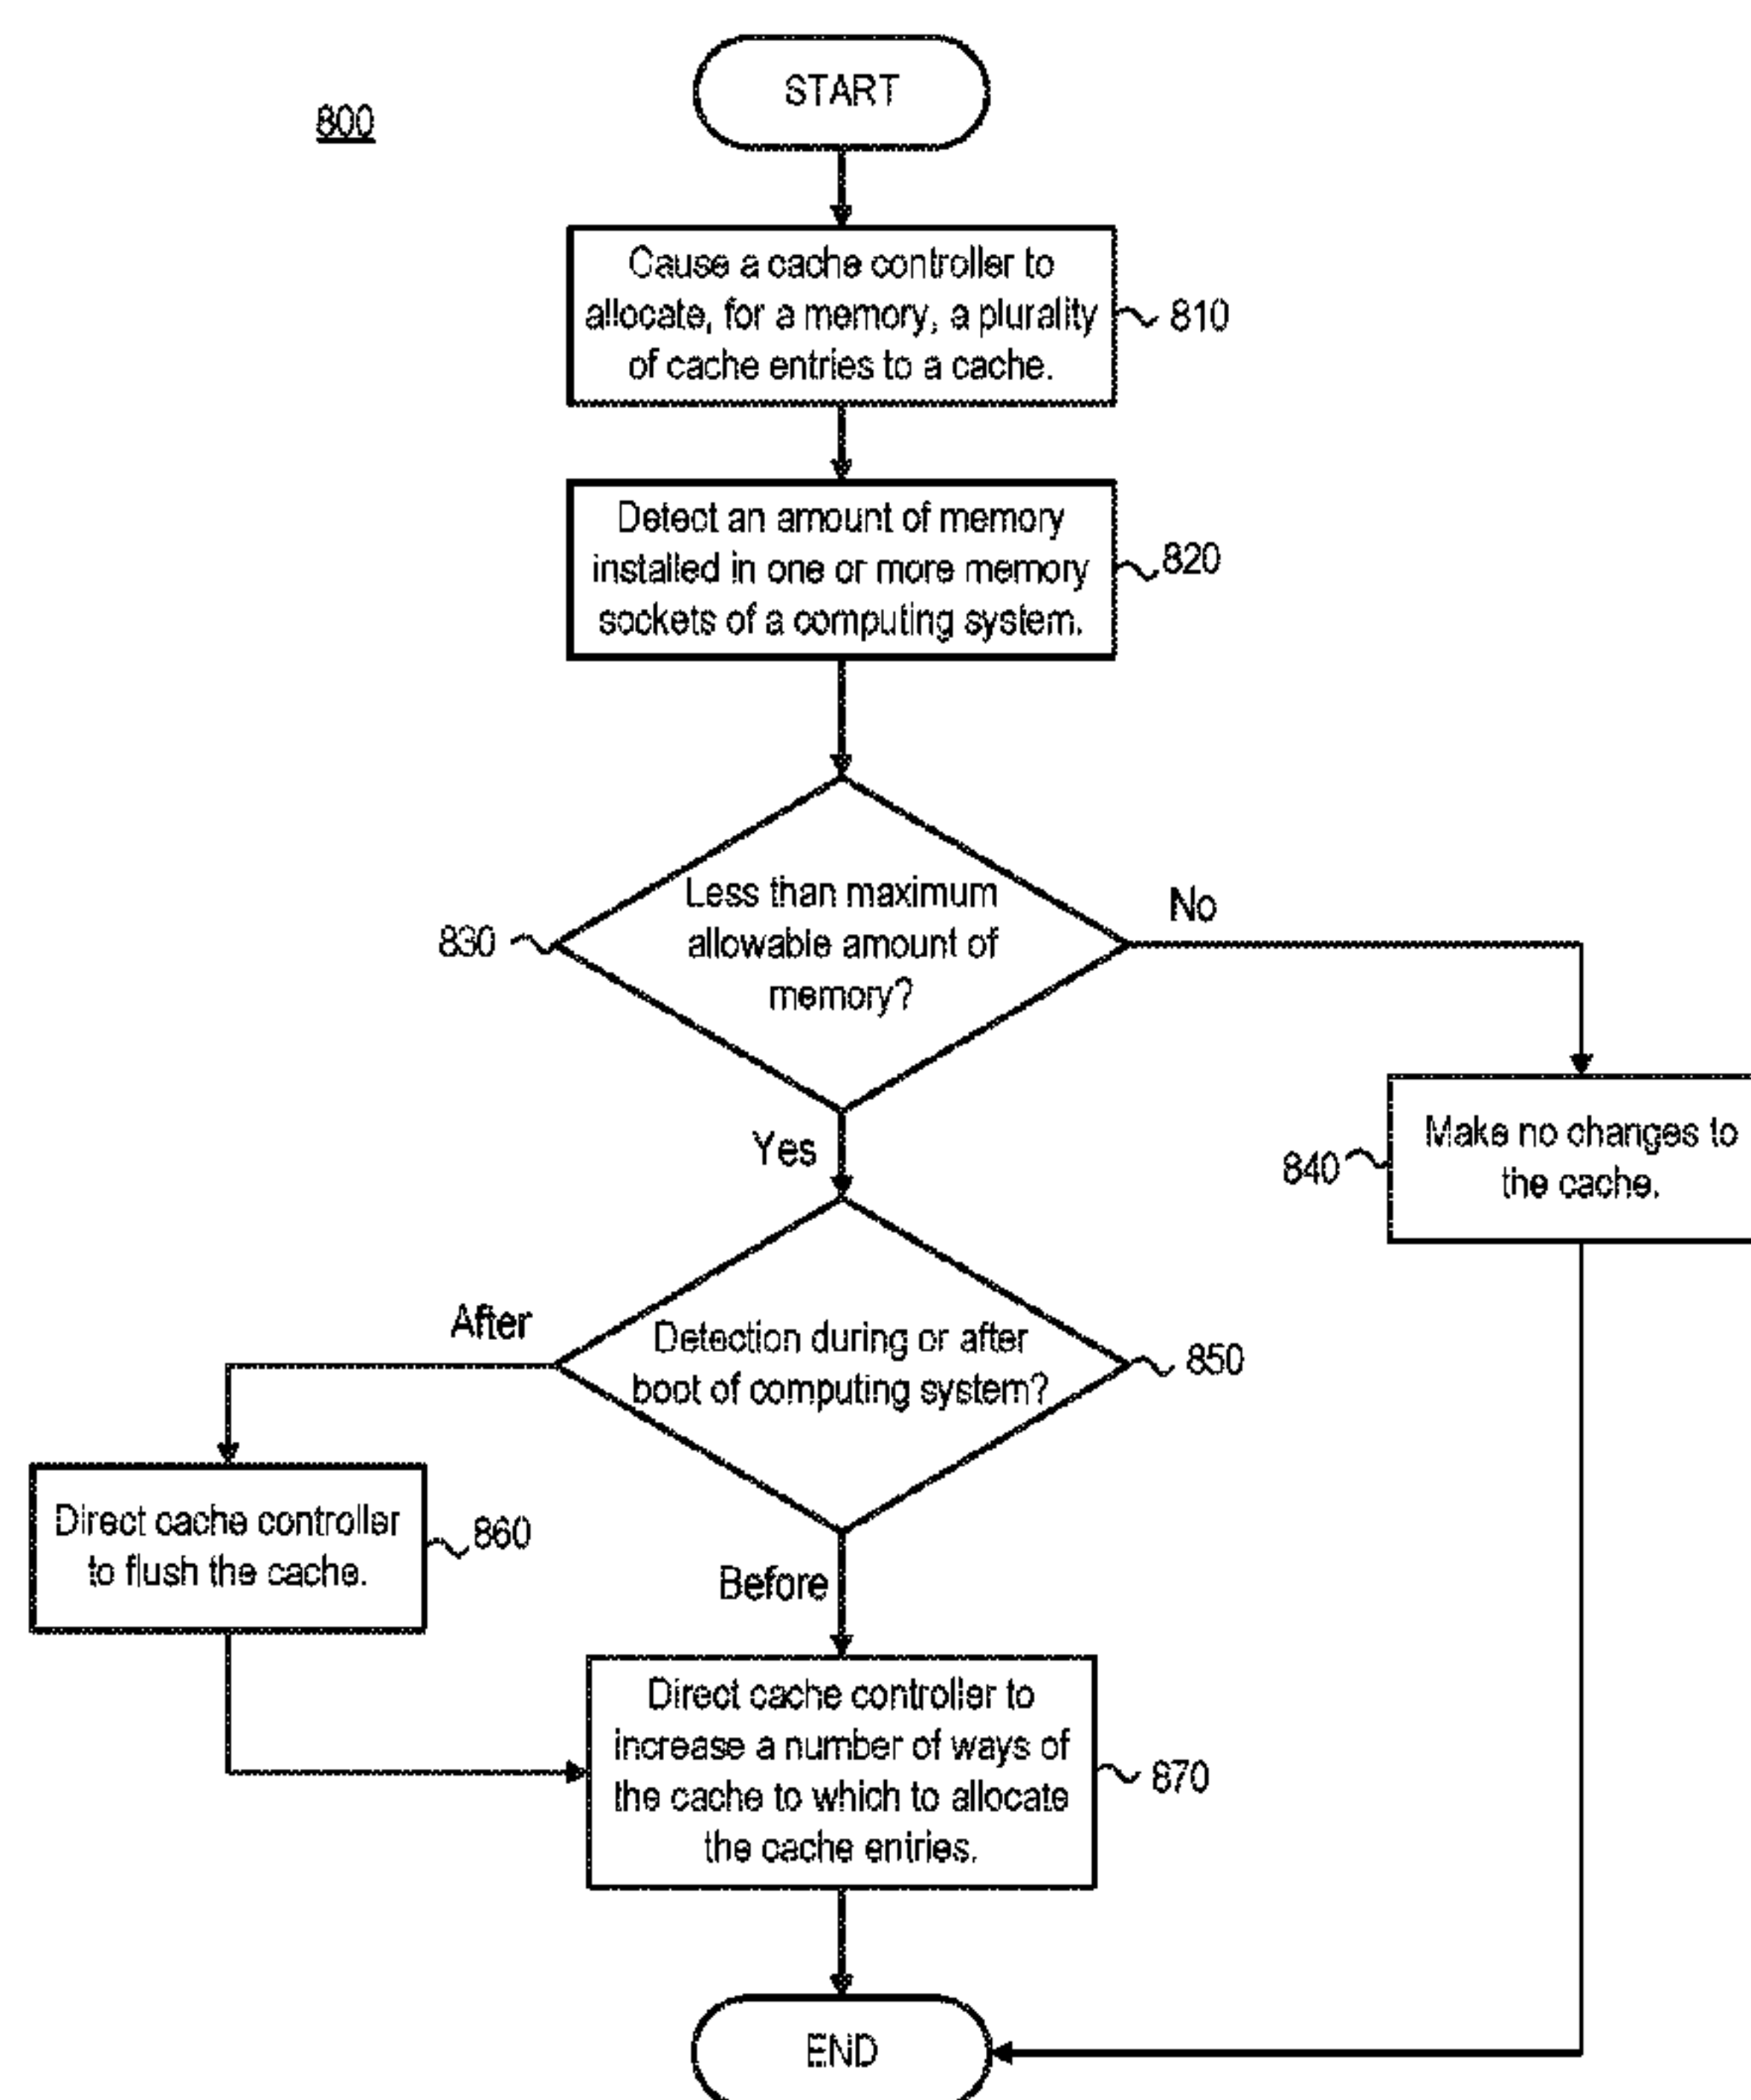 800
START
Cause a cache controller to
allocate, for a memory, a plurality
of cache entries to a cache.
810
Detect an amount of memory
installed in one or more memory
sockets of a computing system.
820
Less than maximum
allowable amount of
memory?
830
No
Yes
Make no changes to
the cache.
840
After
Detection during or after
boot of computing system?
850
Direct cache controller
to flush the cache.
860
Before
Direct cache controller to
increase a number of ways of
the cache to which to allocate
the cache entries.
870
END